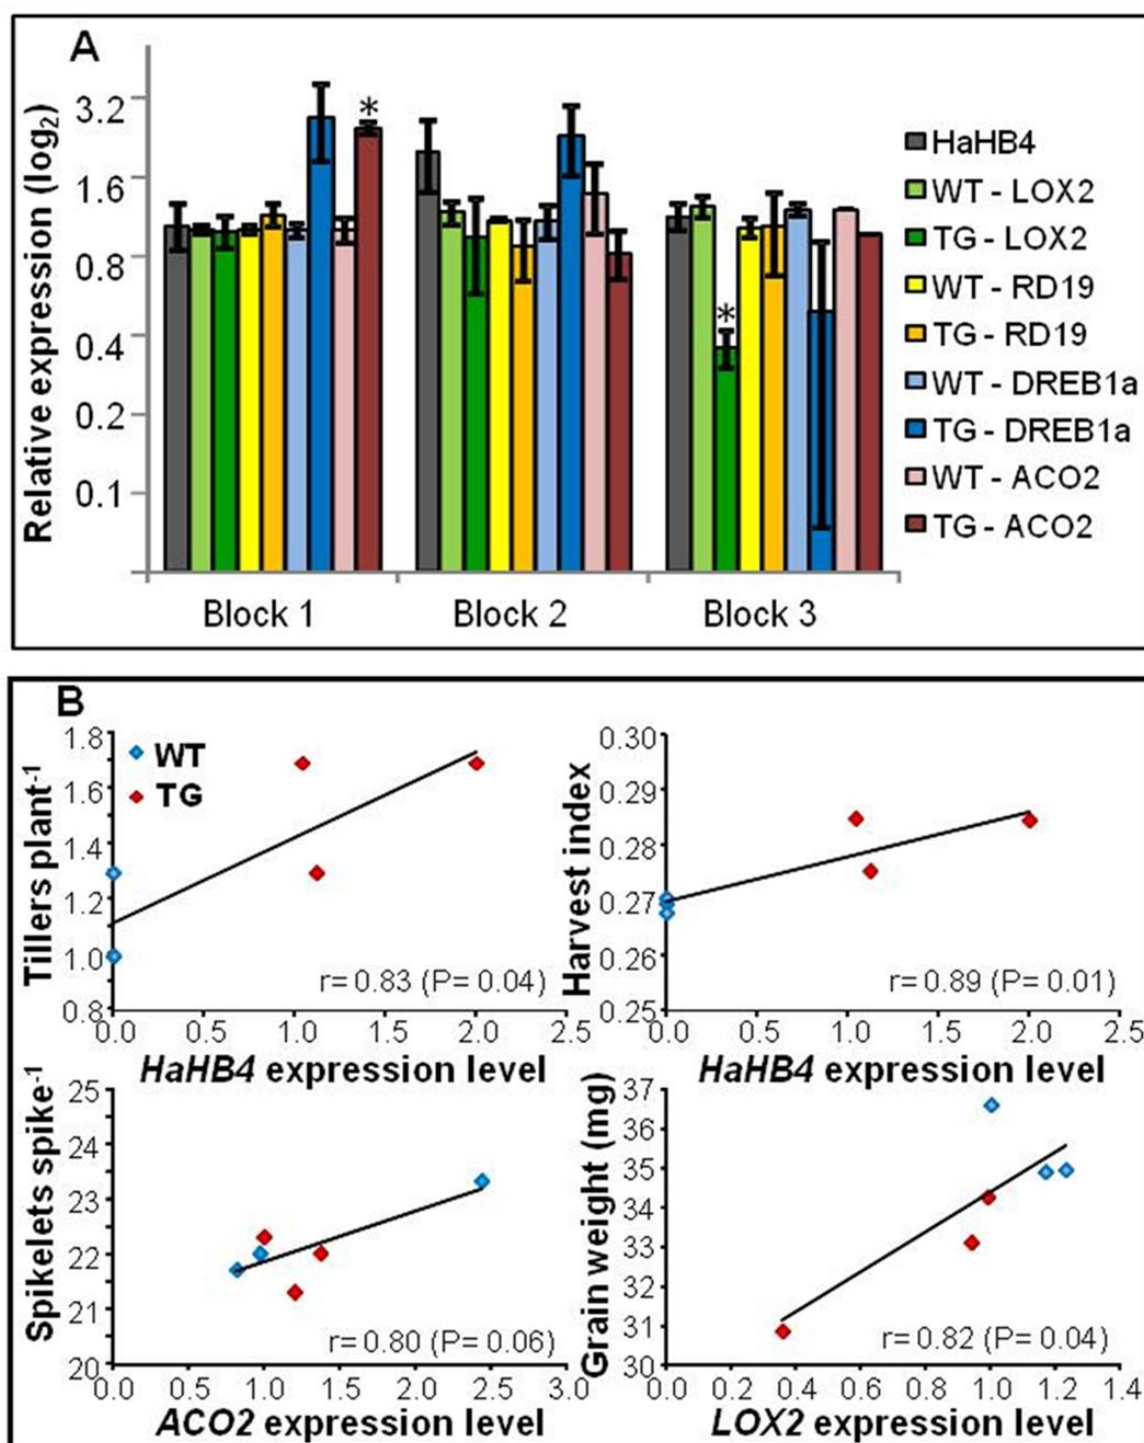 A
Relative expression (log2)
3.2
1.6
0.8
0.4
0.2
0.1
*
*
Block 1
Block 2
Block 3
HaHB4
WT - LOX2
TG - LOX2
WT - RD19
TG - RD19
WT - DREB1a
TG - DREB1a
WT - ACO2
TG - ACO2
B
Tillers plant-1
1.8
1.6
1.4
1.2
1.0
0.8
WT
TG
r= 0.83 (P= 0.04)
0.0 0.5 1.0 1.5 2.0 2.5
HaHB4 expression level
Harvest index
0.30
0.29
0.28
0.27
0.26
0.25
r= 0.89 (P= 0.01)
0.0 0.5 1.0 1.5 2.0 2.5
HaHB4 expression level
Spikelets spike-1
25
24
23
22
21
20
r= 0.80 (P= 0.06)
0.0 0.5 1.0 1.5 2.0 2.5 3.0
ACO2 expression level
Grain weight (mg)
37
36
35
34
33
32
31
30
r= 0.82 (P= 0.04)
0.0 0.2 0.4 0.6 0.8 1.0 1.2 1.4
LOX2 expression level